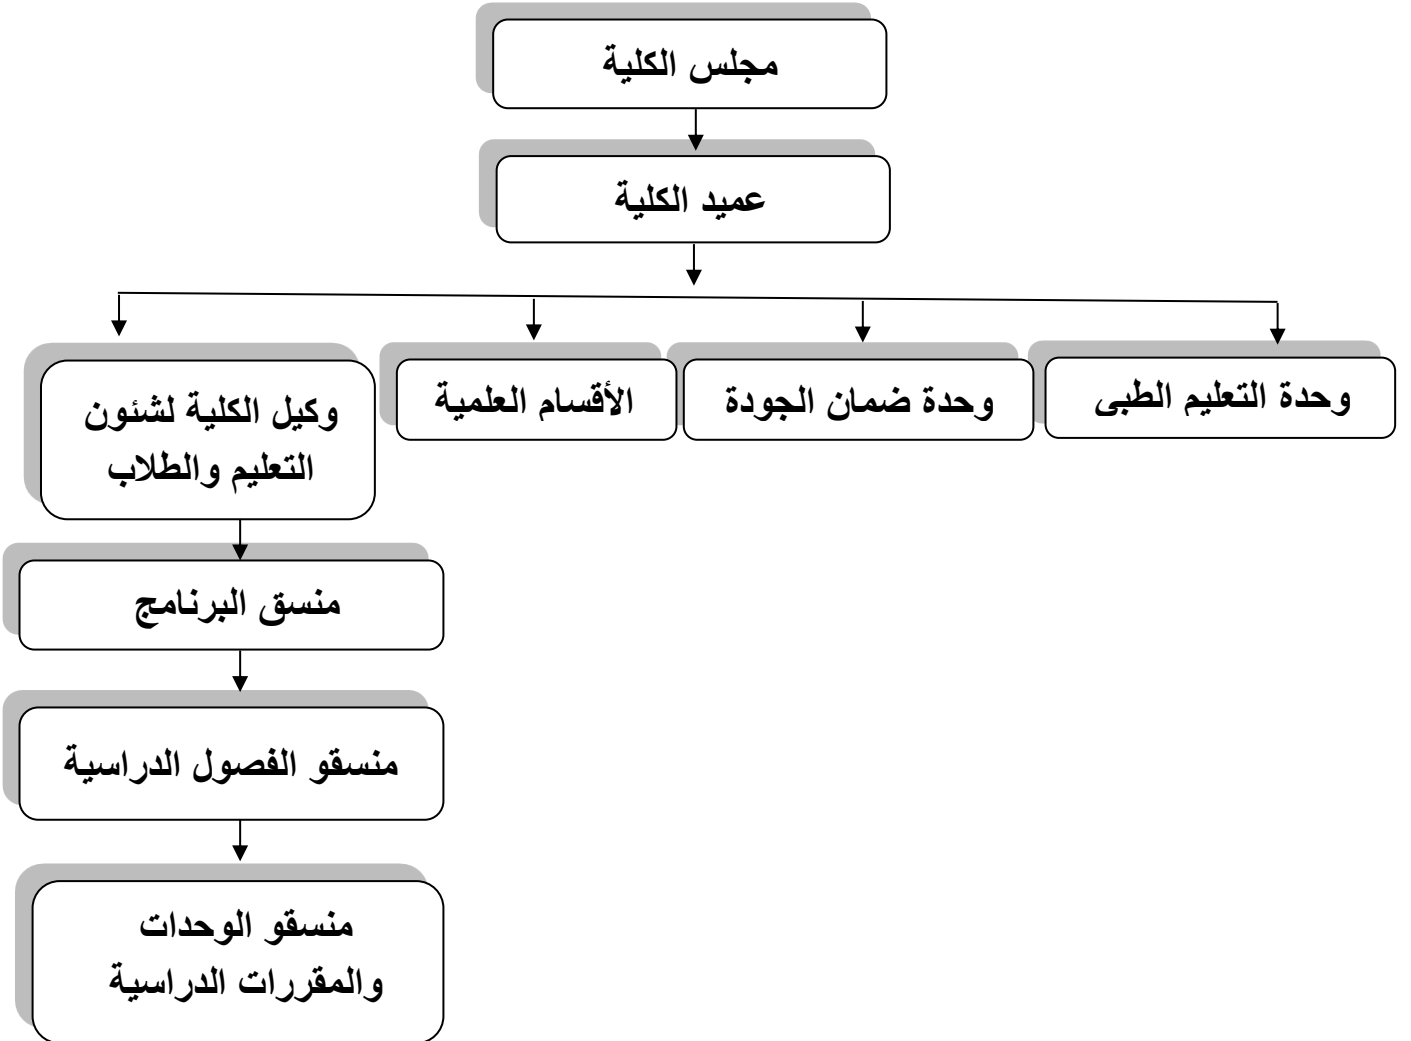 مجلس الكلية
عميد الكلية
وحدة التعليم الطبى
وحدة ضمان الجودة
الأقسام العلمية
وكيل الكلية لشئون
التعليم والطلاب
منسق البرنامج
منسقو الفصول الدراسية
منسقو الوحدات
والمقررات الدراسية